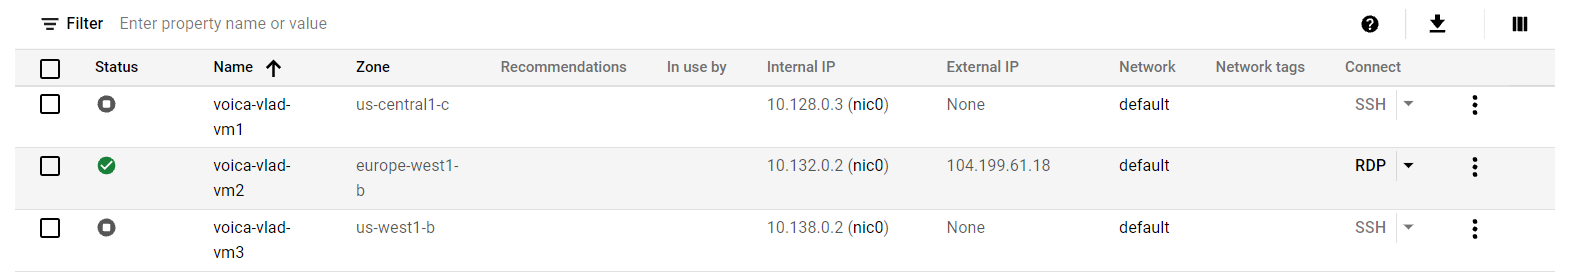 Filter Enter property name or value
Status Name Zone Recommendations In use by Internal IP External IP Network Network tags Connect
voica-vlad- us-central1-c 10.128.0.3 (nic0) None default SSH
vm1
voica-vlad- europe-west1- 10.132.0.2 (nic0) 104.199.61.18 default RDP
vm2 b
voica-vlad- us-west1-b 10.138.0.2 (nic0) None default SSH
vm3